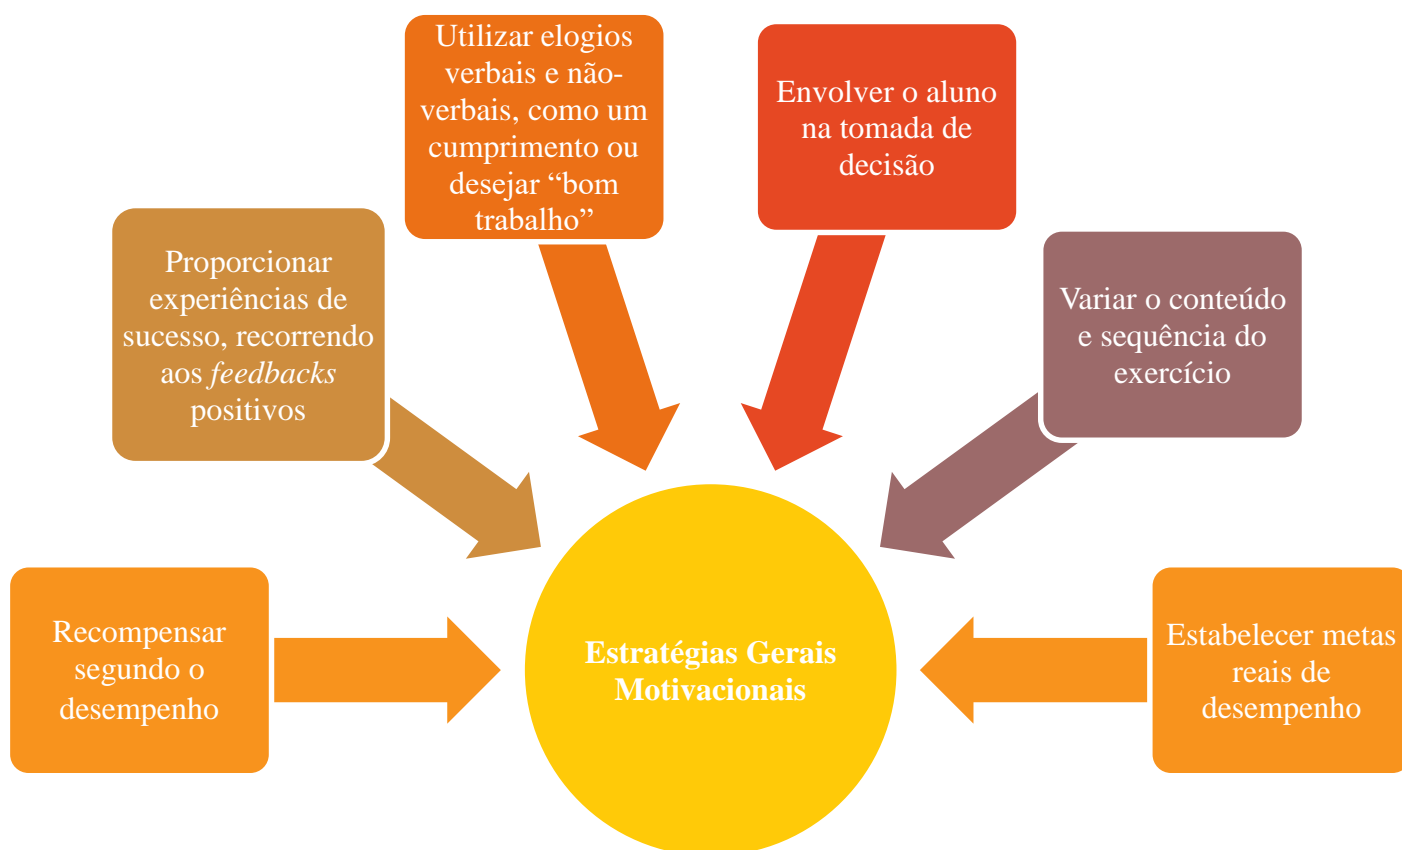 Utilizar elogios
verbais e não-
verbais, como um
cumprimento ou
desejar “bom
trabalho”
Envolver o aluno
na tomada de
decisão
Proporcionar
experiências de
sucesso, recorrendo
aos feedbacks
positivos
Variar o conteúdo
e sequência do
exercício
Recompensar
segundo o
desempenho
Estratégias Gerais
Motivacionais
Estabelecer metas
reais de
desempenho